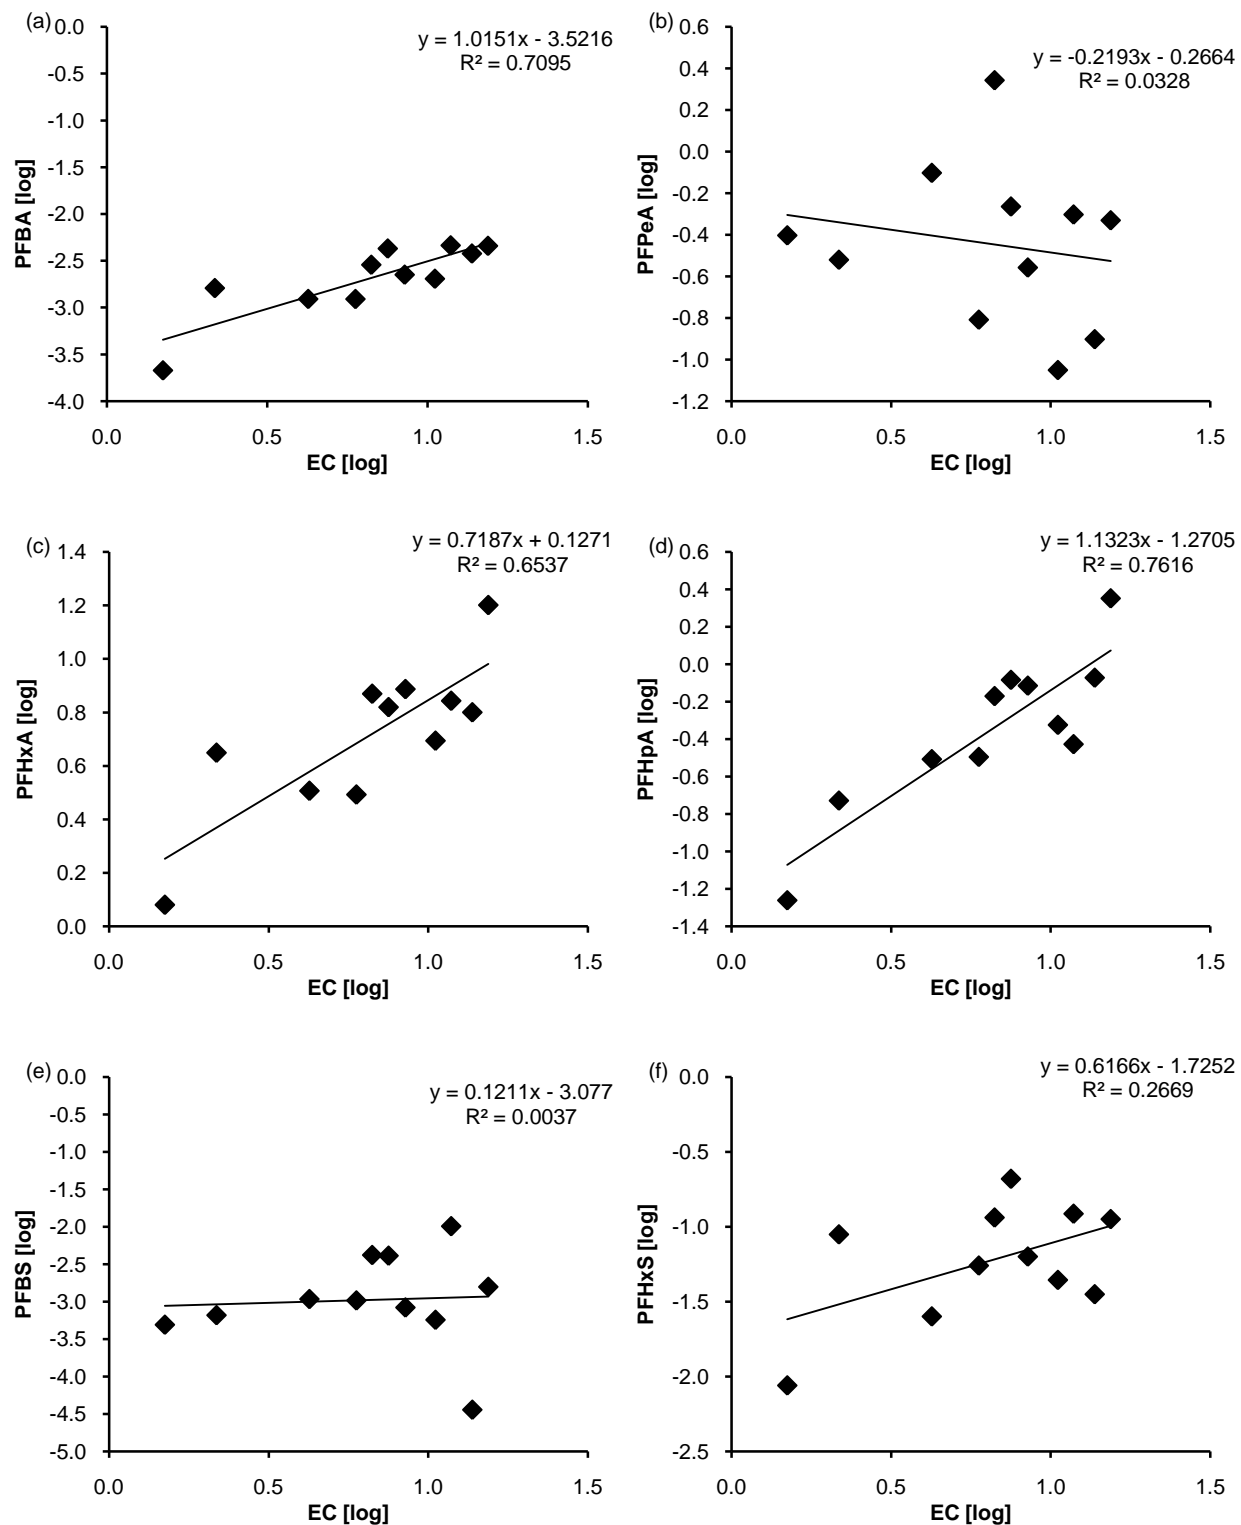 (a)
y = 1.0151x - 3.5216
R² = 0.7095
0.0
-0.5
-1.0
-1.5
-2.0
-2.5
-3.0
-3.5
-4.0
PFBA [log]
0.0 0.5 1.0 1.5
EC [log]
(b)
y = -0.2193x - 0.2664
R² = 0.0328
0.6
0.4
0.2
0.0
-0.2
-0.4
-0.6
-0.8
-1.0
-1.2
PFPeA [log]
0.0 0.5 1.0 1.5
EC [log]
(c)
y = 0.7187x + 0.1271
R² = 0.6537
1.4
1.2
1.0
0.8
0.6
0.4
0.2
0.0
PFHxA [log]
0.0 0.5 1.0 1.5
EC [log]
(d)
y = 1.1323x - 1.2705
R² = 0.7616
0.6
0.4
0.2
0.0
-0.2
-0.4
-0.6
-0.8
-1.0
-1.2
-1.4
PFHpA [log]
0.0 0.5 1.0 1.5
EC [log]
(e)
y = 0.1211x - 3.077
R² = 0.0037
0.0
-0.5
-1.0
-1.5
-2.0
-2.5
-3.0
-3.5
-4.0
-4.5
-5.0
PFBS [log]
0.0 0.5 1.0 1.5
EC [log]
(f)
y = 0.6166x - 1.7252
R² = 0.2669
0.0
-0.5
-1.0
-1.5
-2.0
-2.5
PFHxS [log]
0.0 0.5 1.0 1.5
EC [log]